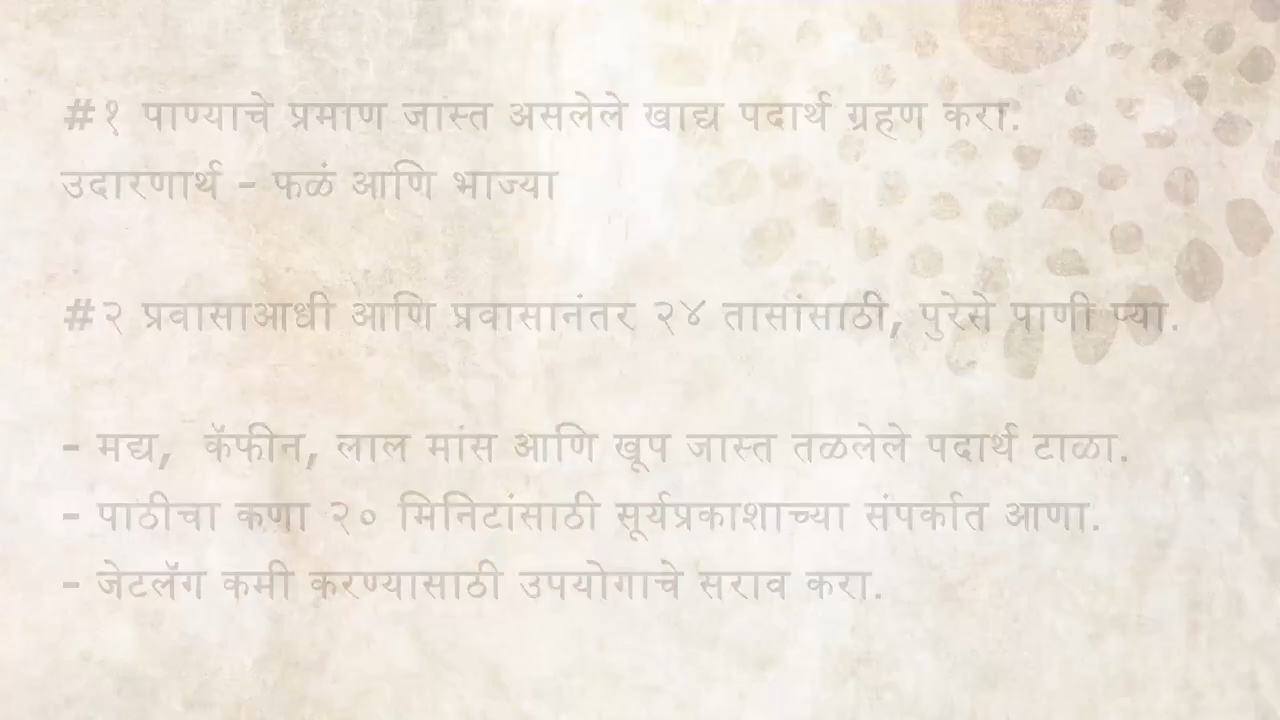 #१ पाण्याचे प्रमाण जास्त असलेले खाद्य पदार्थ ग्रहण करा.
उदारणार्थ - फळं आणि भाज्या
#२ प्रवासाआधी आणि प्रवासानंतर २४ तासांसाठी, पुरेसे पाणी प्या.
- मद्य, कॅफीन, लाल मांस आणि खूप जास्त तळलेले पदार्थ टाळा.
- पाठीचा कणा २० मिनिटांसाठी सूर्यप्रकाशाच्या संपर्कात आणा.
- जेटलॅग कमी करण्यासाठी उपयोगाचे सराव करा.